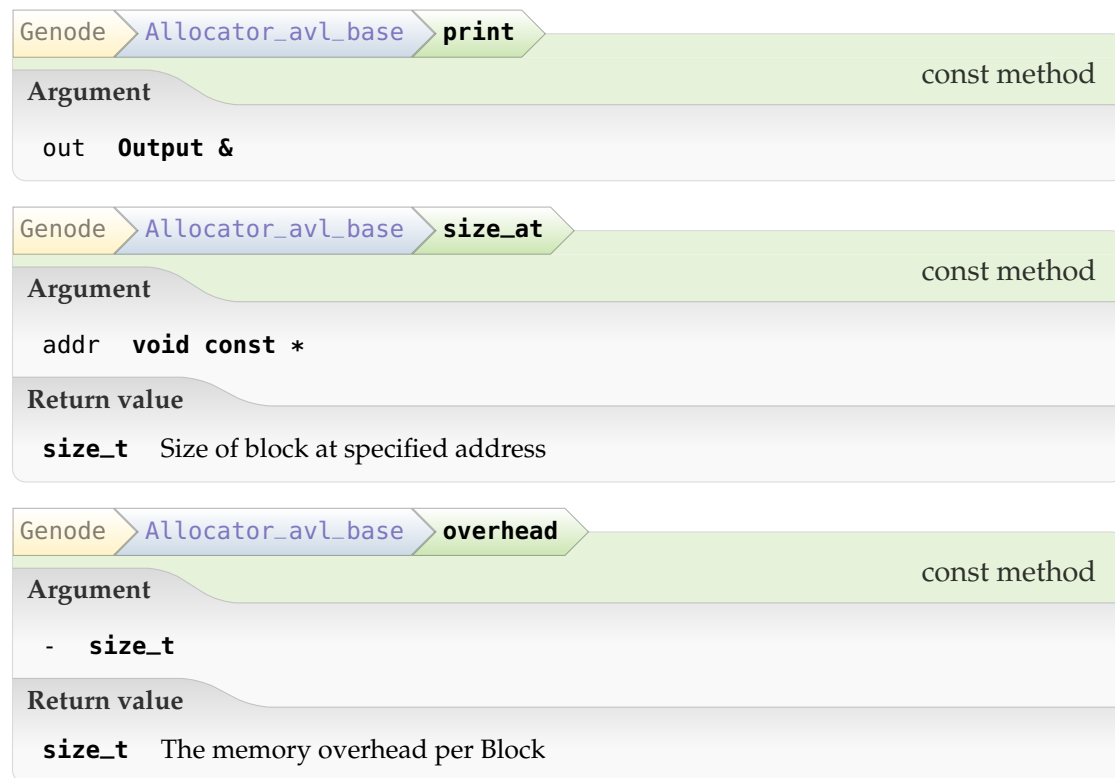 Genode Allocator_avl_base print
const method
Argument
out Output &
Genode Allocator_avl_base size_at
const method
Argument
addr void const *
Return value
size_t Size of block at specified address
Genode Allocator_avl_base overhead
const method
Argument
- size_t
Return value
size_t The memory overhead per Block